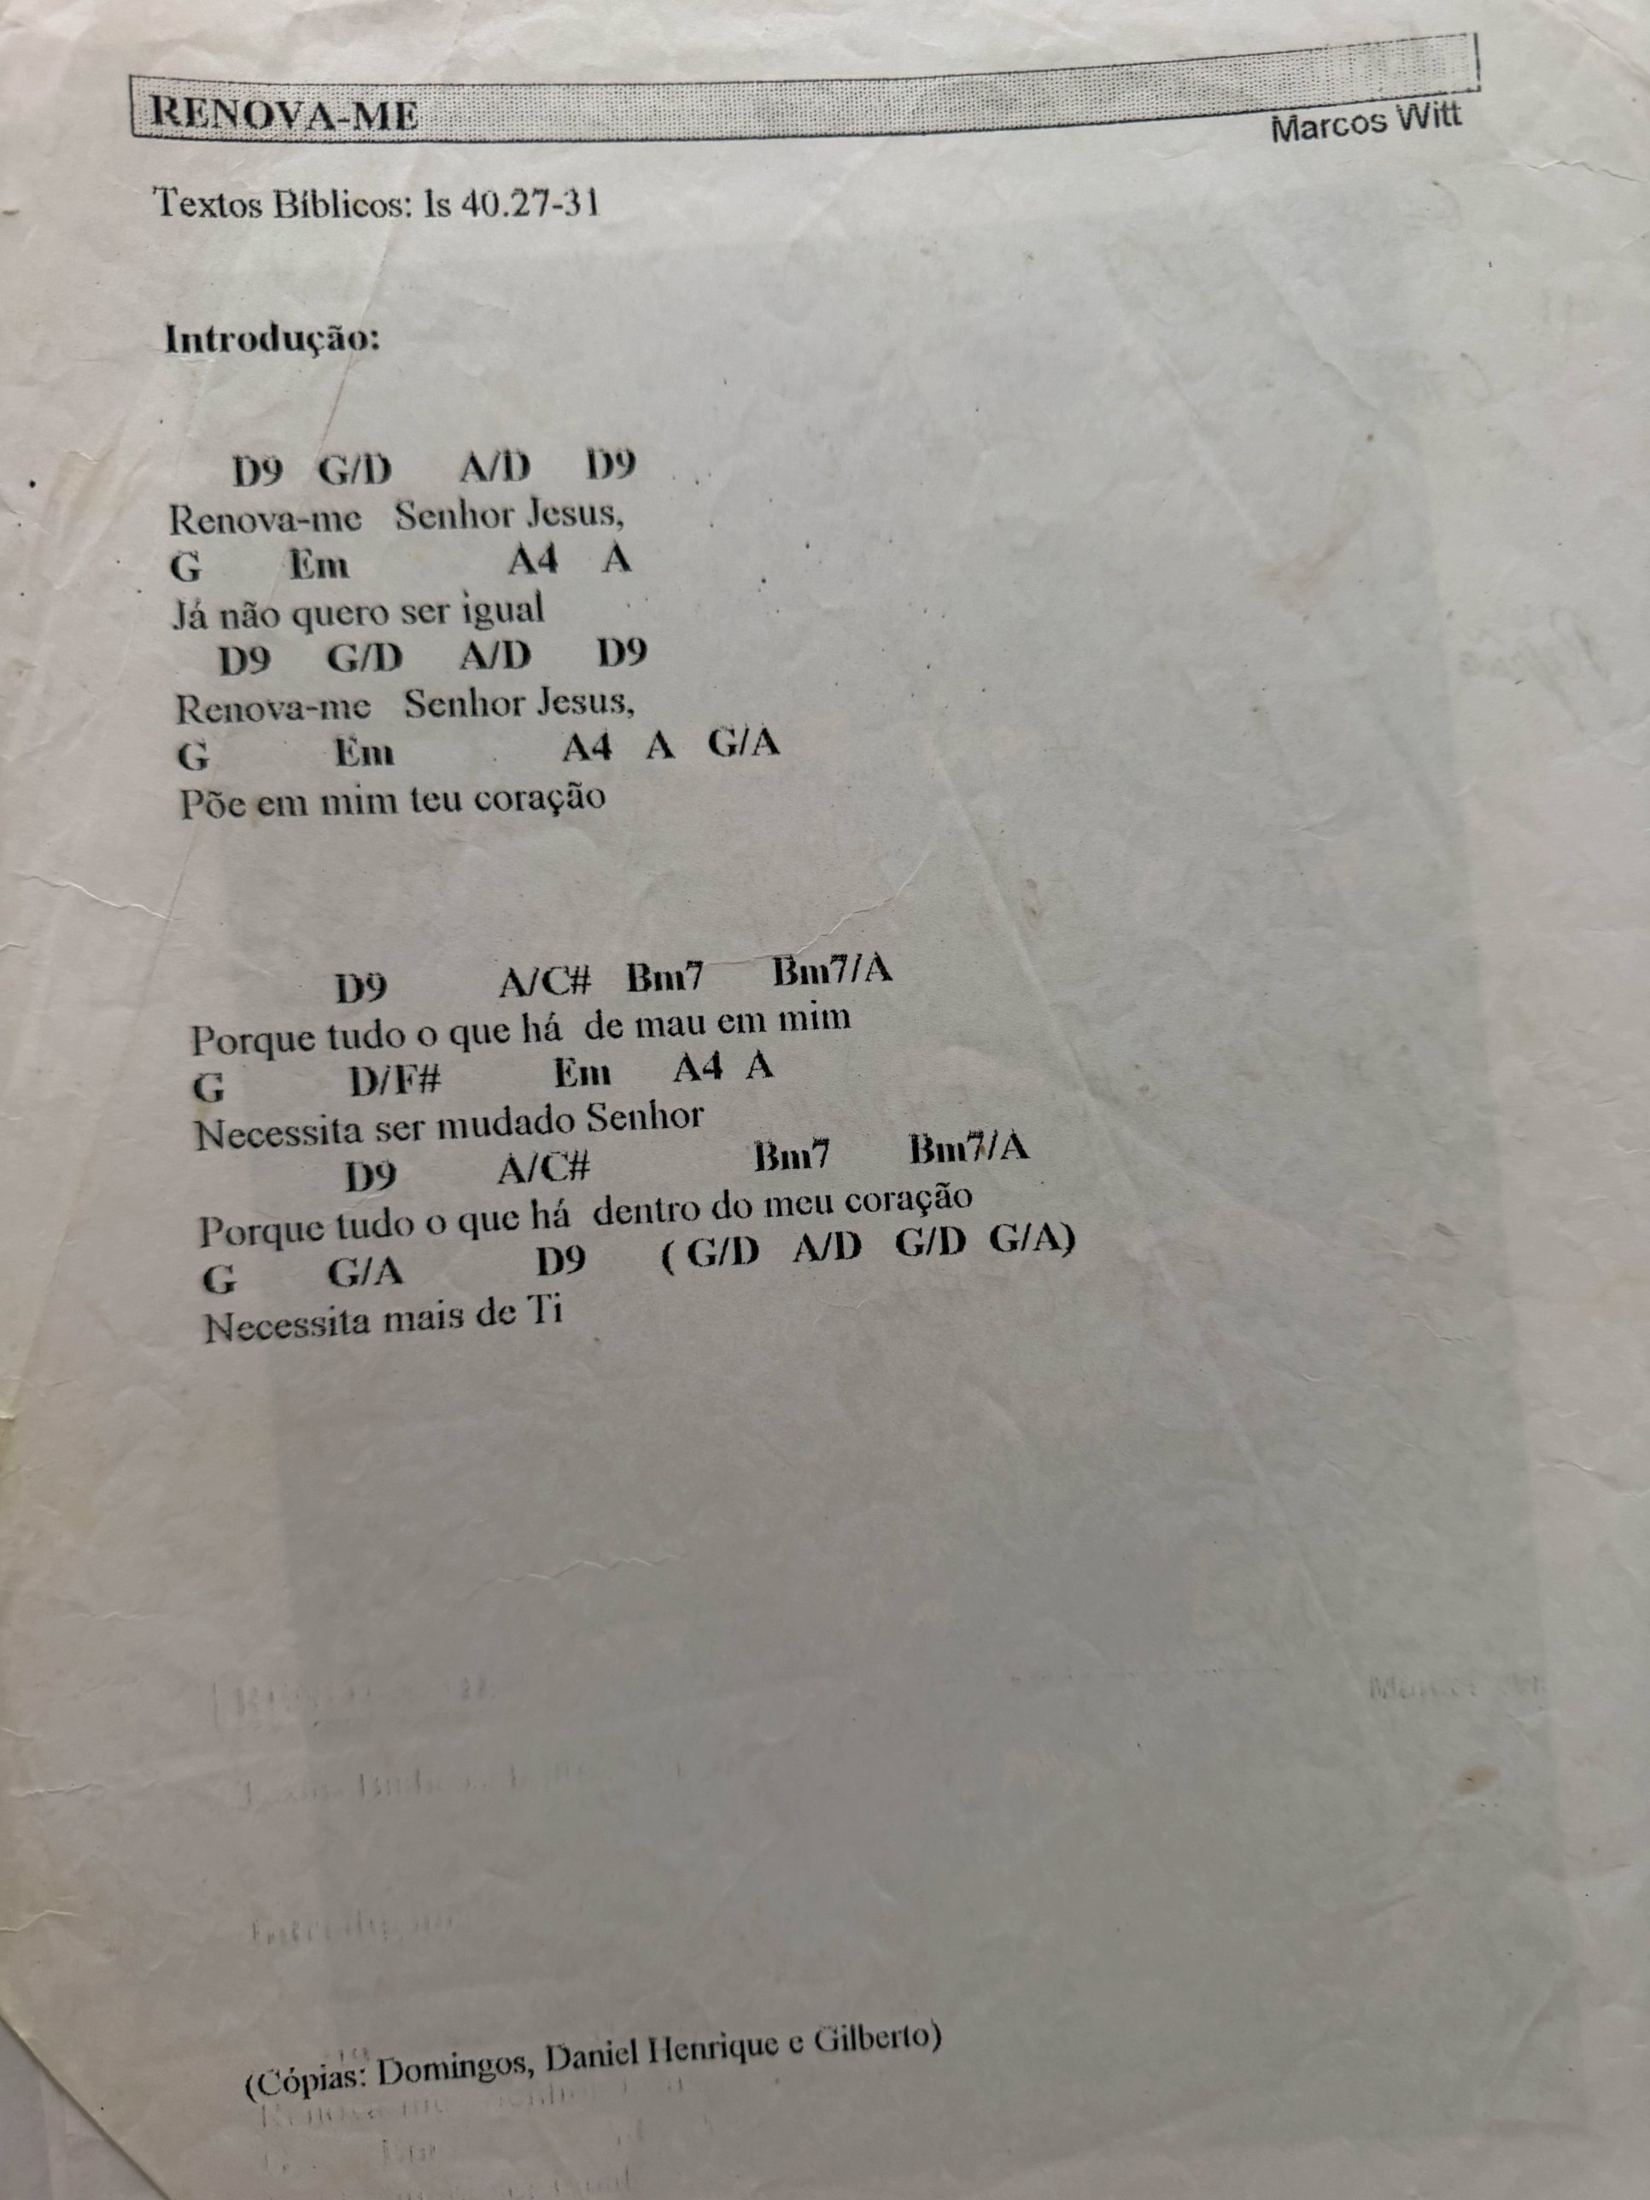 RENOVA-ME
Marcos Witt
Textos Bíblicos: Is 40.27-31
Introdução:
D9 G/D A/D D9
Renova-me Senhor Jesus,
G Em A4 A
Já não quero ser igual
D9 G/D A/D D9
Renova-me Senhor Jesus,
G Em A4 A G/A
Põe em mim teu coração
D9 A/C# Bm7 Bm7/A
Porque tudo o que há de mau em mim
G D/F# Em A4 A
Necessita ser mudado Senhor
D9 A/C# Bm7 Bm7/A
Porque tudo o que há dentro do meu coração
G G/A D9 ( G/D A/D G/D G/A)
Necessita mais de Ti
(Cópias: Domingos, Daniel Henrique e Gilberto)